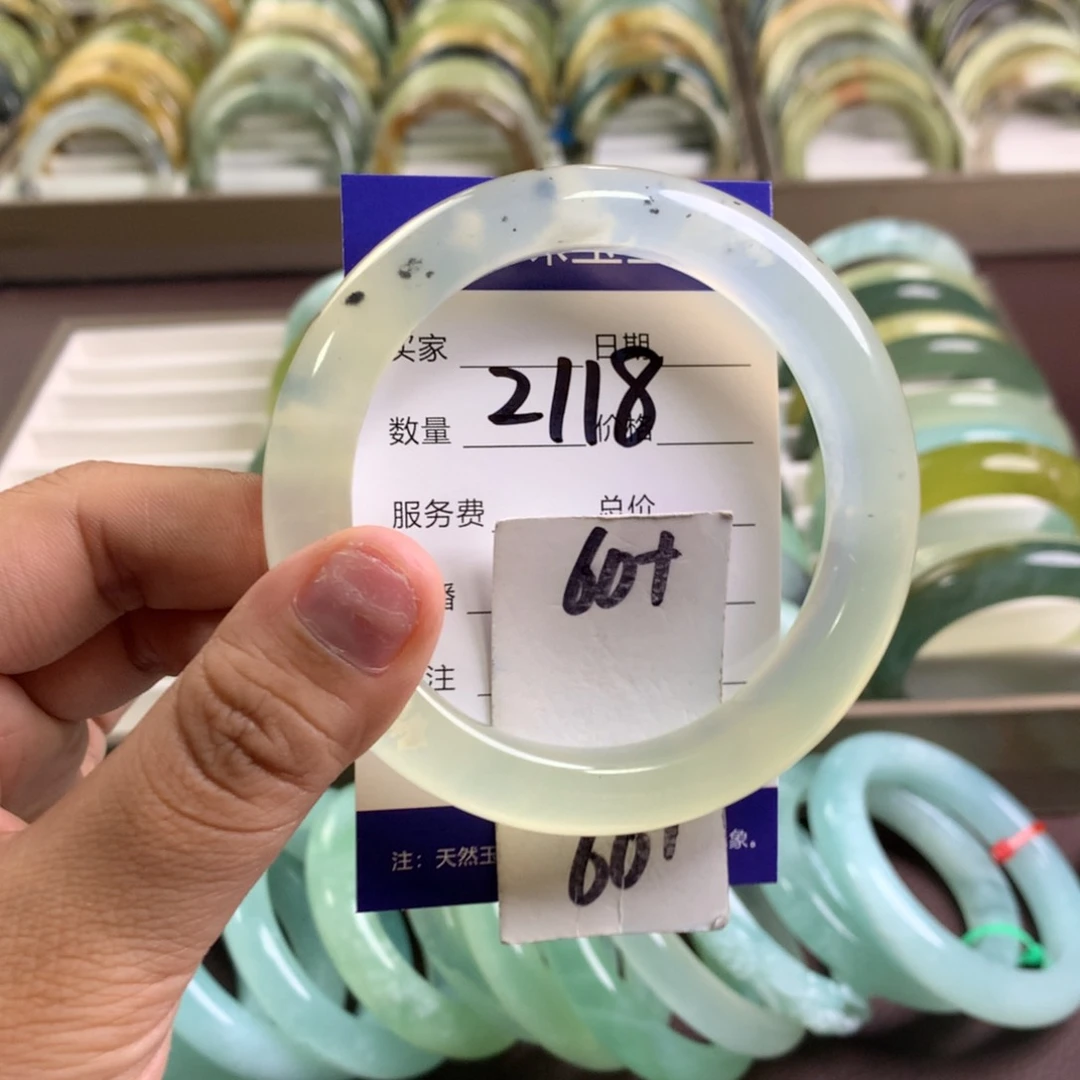 买家 日期
2118
数量 价格
服务费 总价
60+
注
60+
注：天然玉 象。